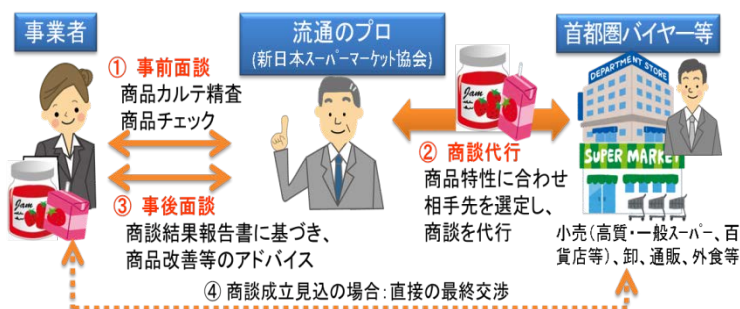 事業者
流通のプロ
(新日本スーパーマーケット協会)
首都圏バイヤー等
① 事前面談
商品カルテ精査
商品チェック
③ 事後面談
商談結果報告書に基づき、
商品改善等のアドバイス
② 商談代行
商品特性に合わせ
相手先を選定し、
商談を代行
Jam
Jam
DEPARTMENT STORE
SUPER MARKET
小売(高質・一般スーパー、百
貨店等)、卸、通販、外食等
④ 商談成立見込の場合:直接の最終交渉